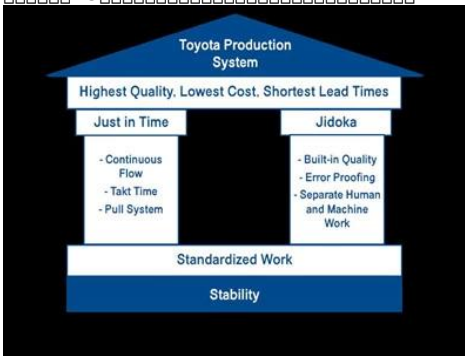 Toyota Production
System
Highest Quality. Lowest Cost, Shortest Lead Times
Just in Time
- Continuous
Flow
- Takt Time
- Pull System
Jidoka
- Built-in Quality
- Error Proofing
- Separate Human
and Machine
Work
Standardized Work
Stability